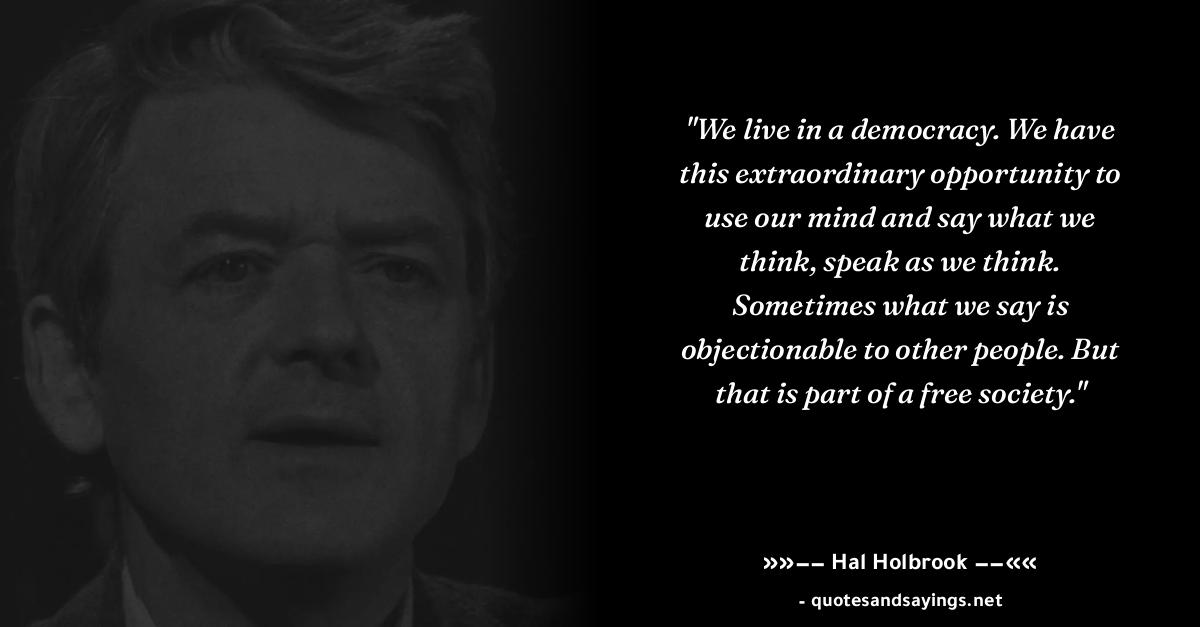 "We live in a democracy. We have
this extraordinary opportunity to
use our mind and say what we
think, speak as we think.
Sometimes what we say is
objectionable to other people. But
that is part of a free society."
»»−− Hal Holbrook −−««
- quotesandsayings.net